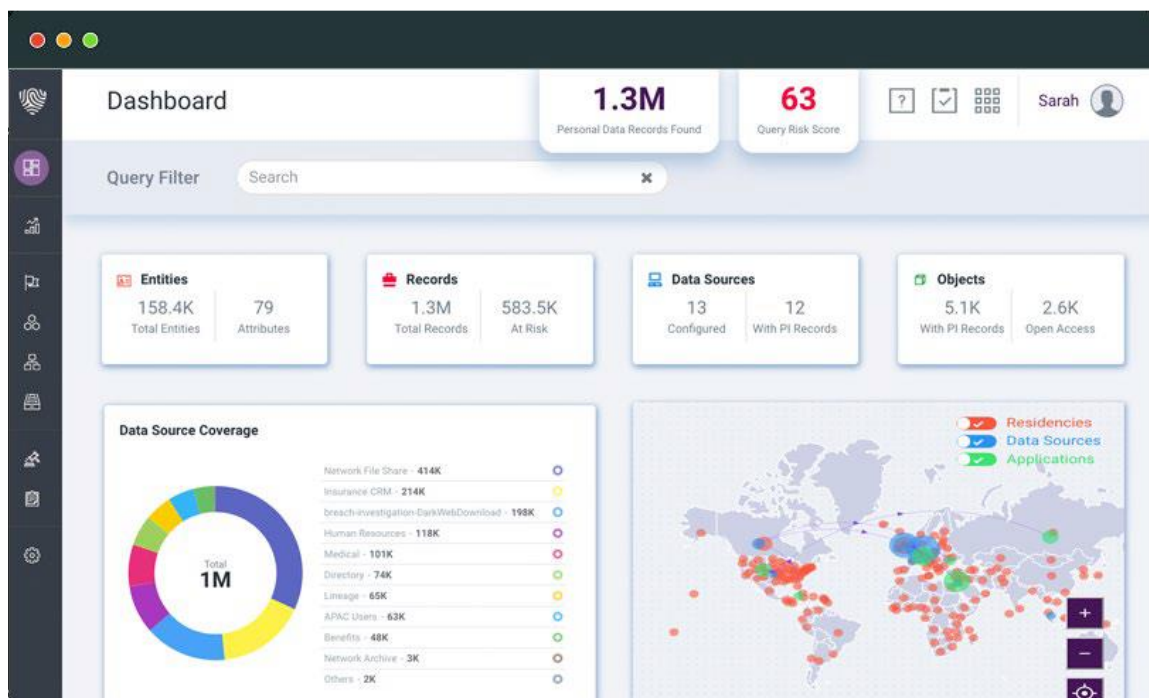 Dashboard
1.3M
Personal Data Records Found
63
Query Risk Score
?
Sarah
Query Filter
Search
Entities
158.4K
Total Entities
79
Attributes
Records
1.3M
Total Records
583.5K
At Risk
Data Sources
13
Configured
12
With PI Records
Objects
5.1K
With PI Records
2.6K
Open Access
Data Source Coverage
Total
1M
Network File Share - 414K
Insurance CRM - 214K
breach-investigation-DarkWebDownload - 198K
Human Resources - 118K
Medical - 101K
Directory - 74K
Lineage - 65K
APAC Users - 63K
Benefits - 48K
Network Archive - 3K
Others - 2K
Residencies
Data Sources
Applications
+
−